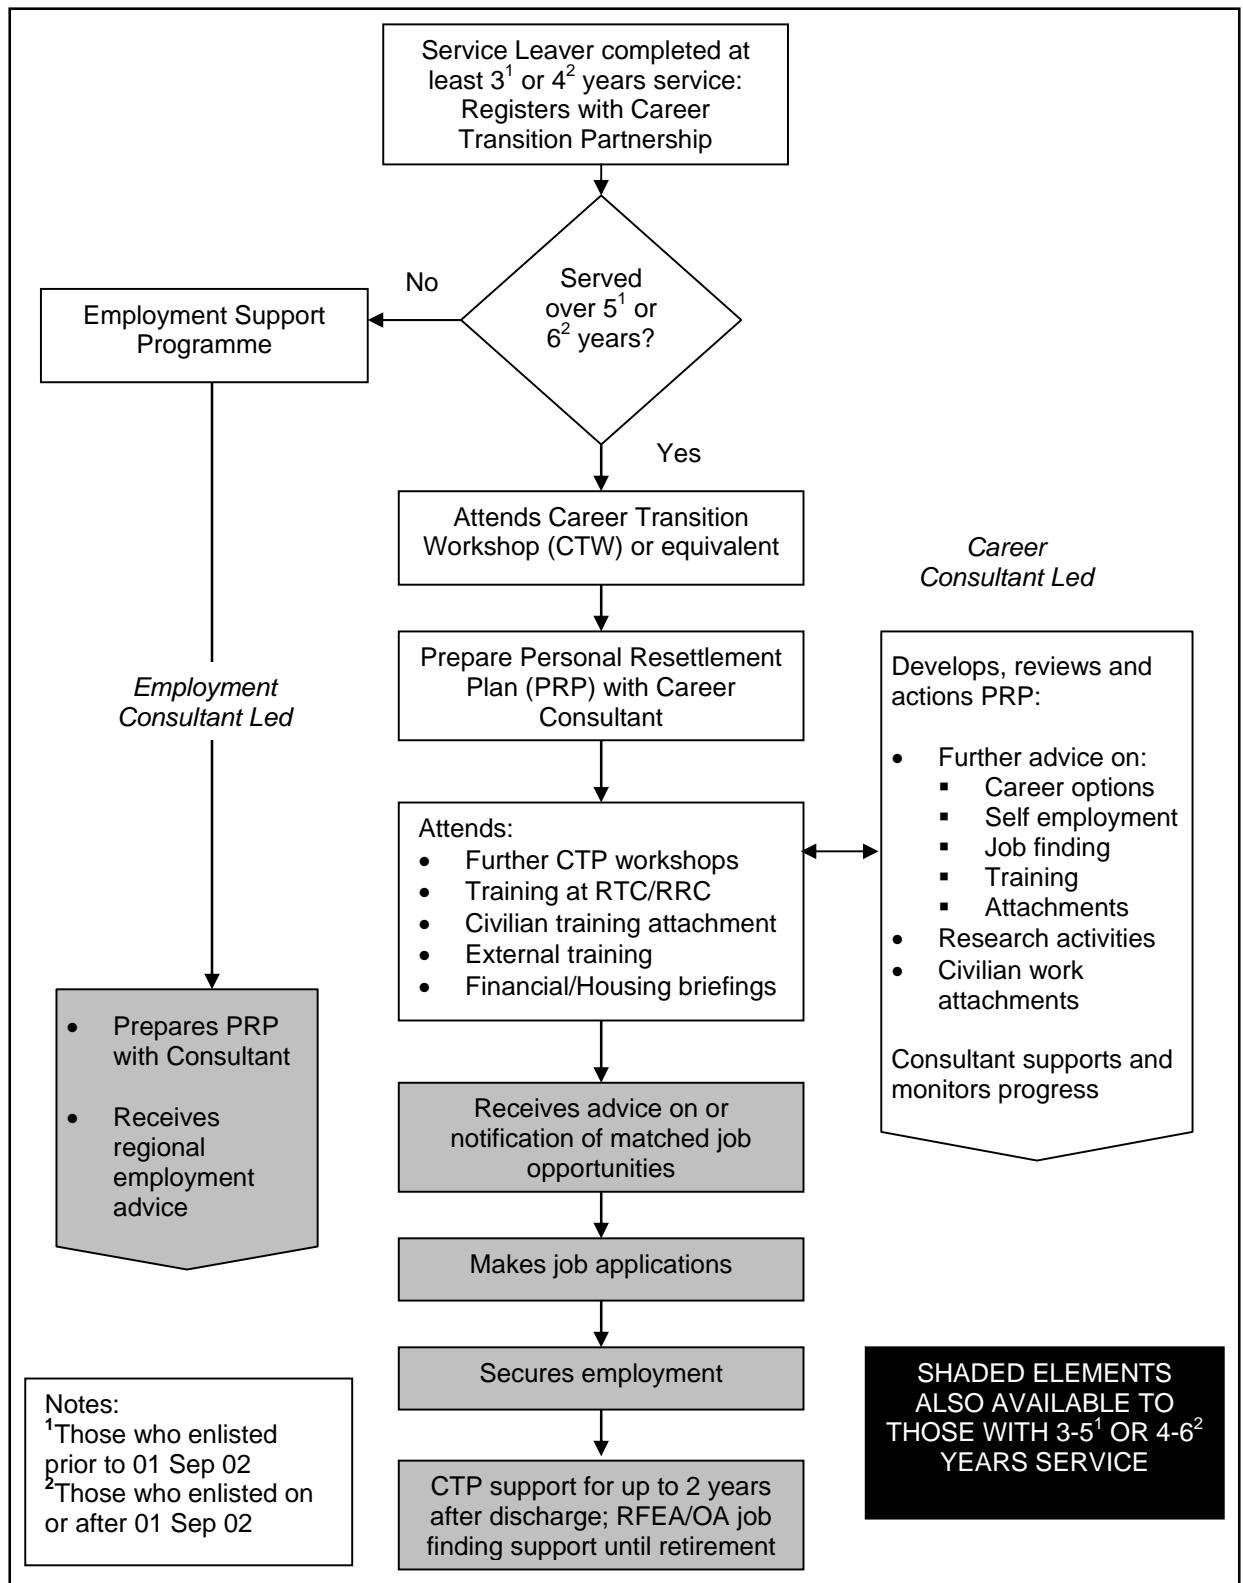 Service Leaver completed at
least 3¹ or 4² years service:
Registers with Career
Transition Partnership
Served
over 5¹ or
6² years?
No
Employment Support
Programme
Yes
Attends Career Transition
Workshop (CTW) or equivalent
Career
Consultant Led
Prepare Personal Resettlement
Plan (PRP) with Career
Consultant
Employment
Consultant Led
Develops, reviews and
actions PRP:
• Further advice on:
▪ Career options
▪ Self employment
▪ Job finding
▪ Training
▪ Attachments
• Research activities
• Civilian work
attachments
Consultant supports and
monitors progress
Attends:
• Further CTP workshops
• Training at RTC/RRC
• Civilian training attachment
• External training
• Financial/Housing briefings
• Prepares PRP
with Consultant
• Receives
regional
employment
advice
Receives advice on or
notification of matched job
opportunities
Makes job applications
Secures employment
CTP support for up to 2 years
after discharge; RFEA/OA job
finding support until retirement
Notes:
¹Those who enlisted
prior to 01 Sep 02
²Those who enlisted on
or after 01 Sep 02
SHADED ELEMENTS
ALSO AVAILABLE TO
THOSE WITH 3-5¹ OR 4-6²
YEARS SERVICE